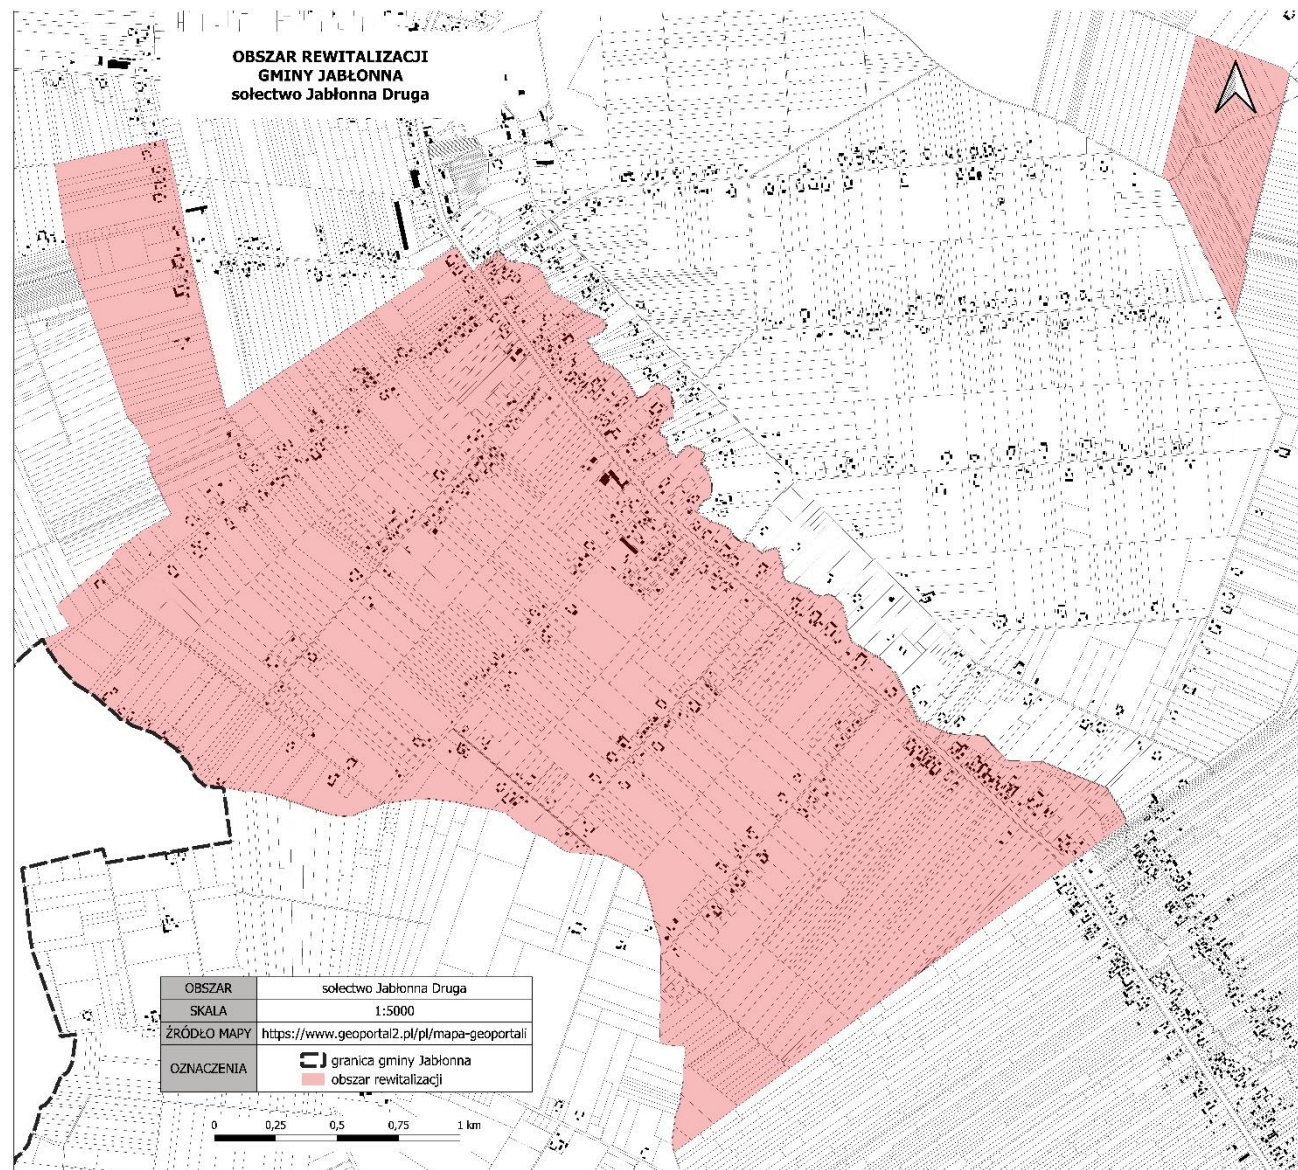 OBSZAR REWITALIZACJI
GMINY JABŁONNA
sołectwo Jabłonna Druga
OBSZAR sołectwo Jabłonna Druga
SKALA 1:5000
ŹRÓDŁO MAPY https://www.geoportal2.pl/pl/mapa-geoportali
OZNACZENIA granica gminy Jabłonna
obszar rewitalizacji
0 0,25 0,5 0,75 1 km